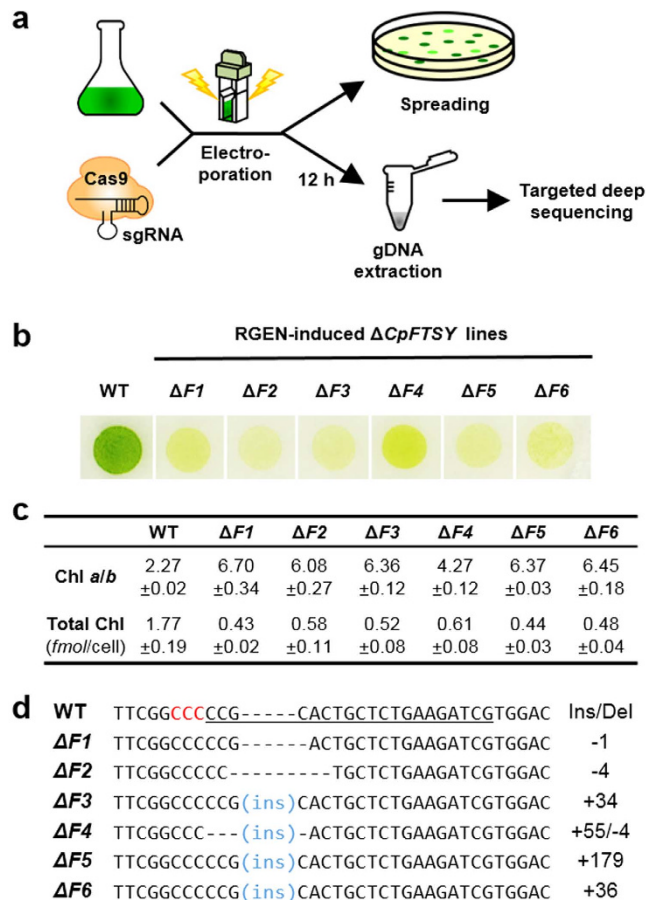 a
Cas9
sgRNA
Electro-
poration
12 h
Spreading
gDNA
extraction
Targeted deep
sequencing
b
RGEN-induced ΔCpFTSY lines
WT ΔF1 ΔF2 ΔF3 ΔF4 ΔF5 ΔF6
c
WT ΔF1 ΔF2 ΔF3 ΔF4 ΔF5 ΔF6
Chl a/b 2.27 6.70 6.08 6.36 4.27 6.37 6.45
±0.02 ±0.34 ±0.27 ±0.12 ±0.12 ±0.03 ±0.18
Total Chl 1.77 0.43 0.58 0.52 0.61 0.44 0.48
(fmol/cell) ±0.19 ±0.02 ±0.11 ±0.08 ±0.08 ±0.03 ±0.04
d WT TTCGGCCCCCG-----CACTGCTCTGAAGATCGTGGAC Ins/Del
ΔF1 TTCGGCCCCCG------ACTGCTCTGAAGATCGTGGAC -1
ΔF2 TTCGGCCCCC---------TGCTCTGAAGATCGTGGAC -4
ΔF3 TTCGGCCCCCG(ins)CACTGCTCTGAAGATCGTGGAC +34
ΔF4 TTCGGCCC---(ins)-ACTGCTCTGAAGATCGTGGAC +55/-4
ΔF5 TTCGGCCCCCG(ins)CACTGCTCTGAAGATCGTGGAC +179
ΔF6 TTCGGCCCCCG(ins)CACTGCTCTGAAGATCGTGGAC +36